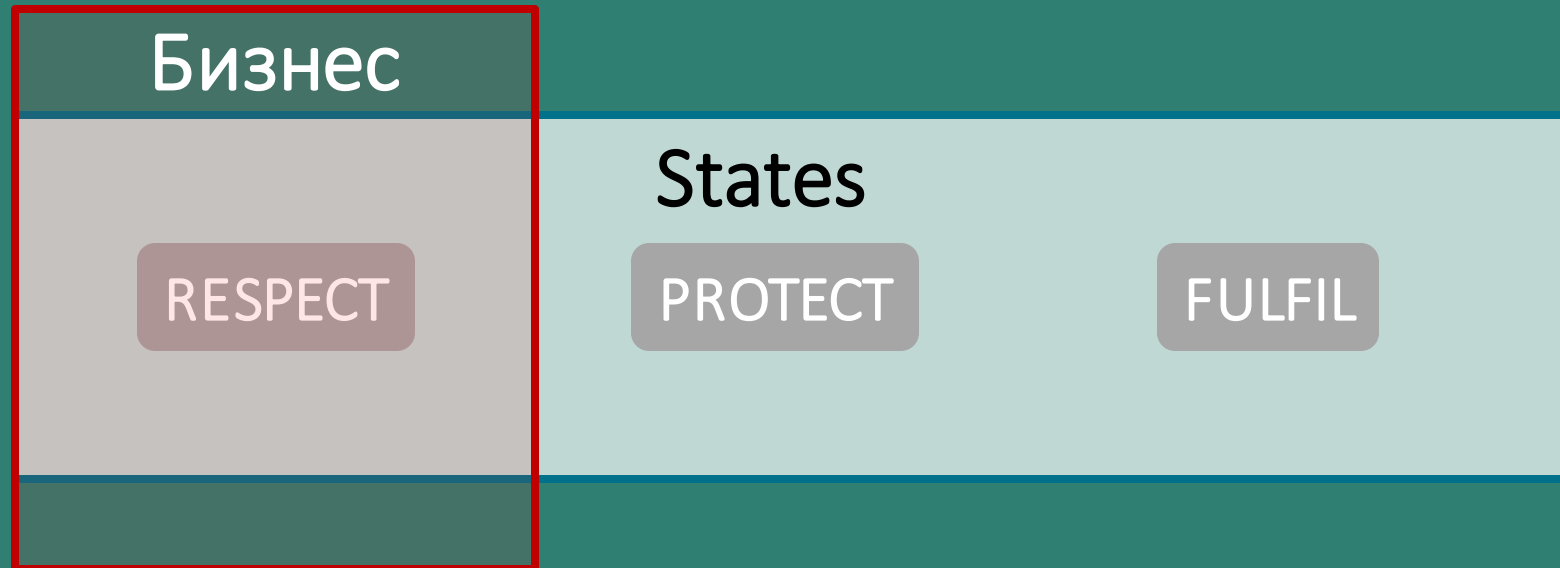 Бизнес
States
RESPECT
PROTECT
FULFIL